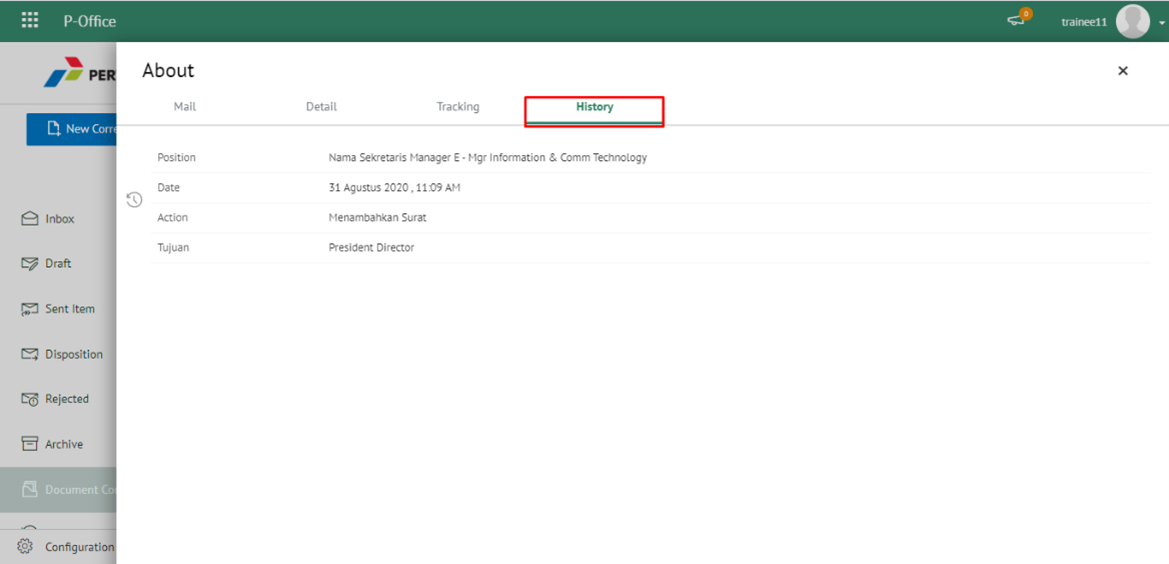 P-Office
0
trainee11
PER
About
Mail Detail Tracking History
New Corre
Position Nama Sekretaris Manager E - Mgr Information & Comm Technology
Date 31 Agustus 2020 , 11:09 AM
Action Menambahkan Surat
Tujuan President Director
Inbox
Draft
Sent Item
Disposition
Rejected
Archive
Document Co
Configuration